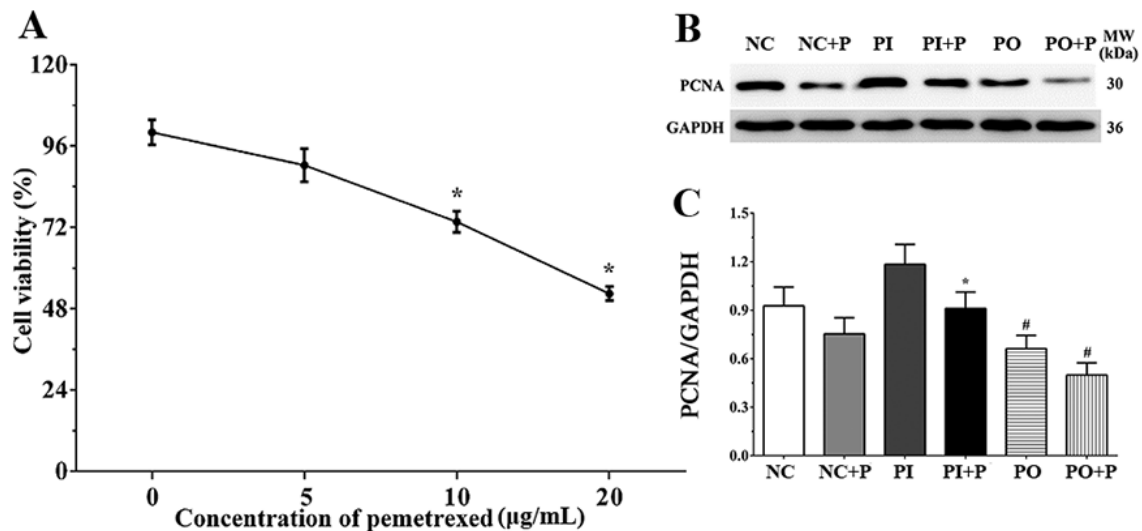 A
Cell viability (%)
120
96
72
48
24
0
*
*
0 5 10 20
Concentration of pemetrexed (μg/mL)
B
NC NC+P PI PI+P PO PO+P MW
(kDa)
PCNA 30
GAPDH 36
C
PCNA/GAPDH
1.5
1.2
0.9
0.6
0.3
0.0
*
#
#
NC NC+P PI PI+P PO PO+P